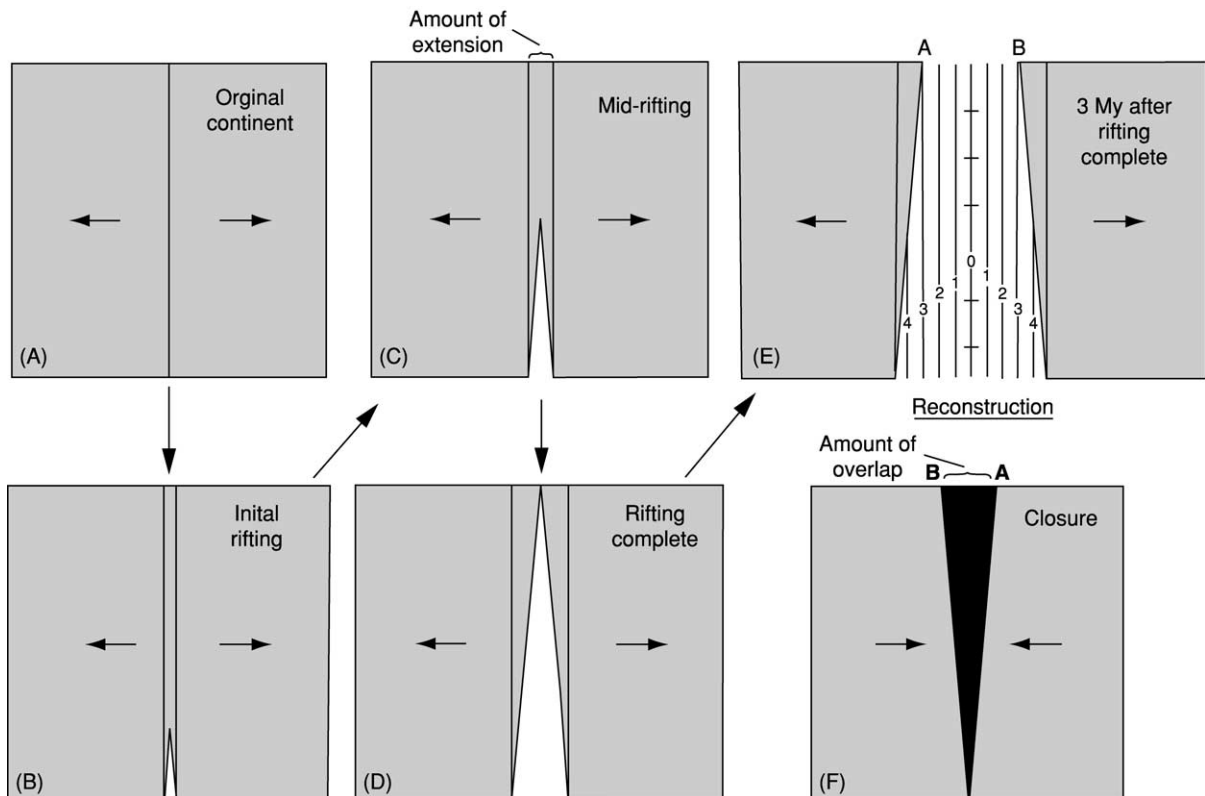 Orginal
continent
(A)
Inital
rifting
(B)
Amount of
extension
Mid-rifting
(C)
Rifting
complete
(D)
A
B
3 My after
rifting
complete
4
3
2
1
0
1
2
3
4
(E)
Reconstruction
Amount of
overlap
B
A
Closure
(F)